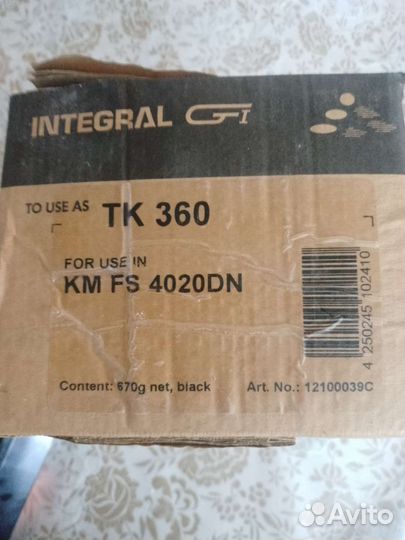 INTEGRAL GI
TO USE AS TK 360
FOR USE IN
KM FS 4020DN
4 250245 102410
Content: 670g net, black
Art. No.: 12100039C
Avito